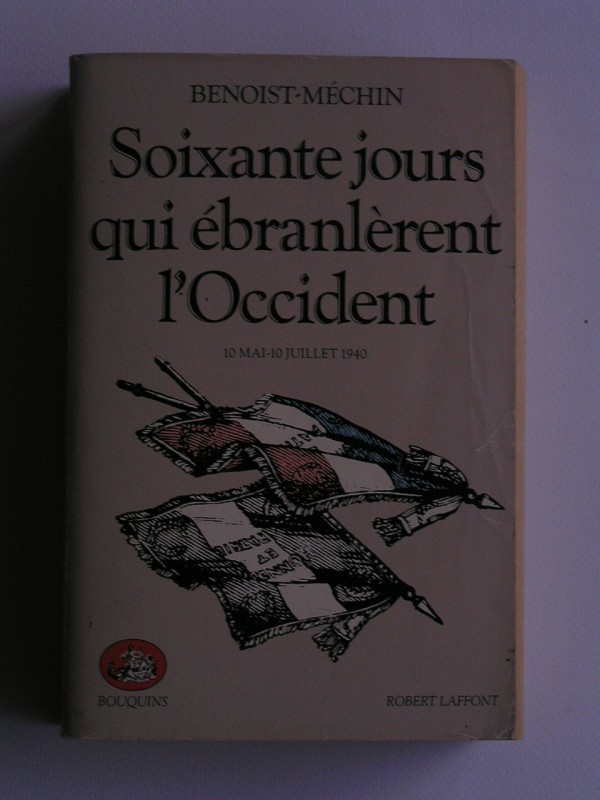 BENOIST-MÉCHIN
Soixante jours
qui ébranlèrent
l'Occident
10 MAI-10 JUILLET 1940
BOUQUINS
ROBERT LAFFONT